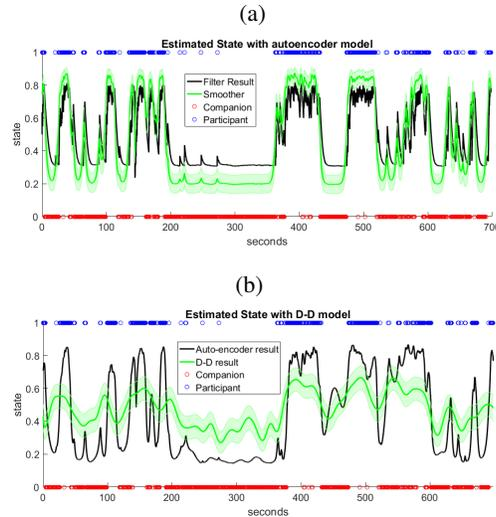 (a)
Estimated State with autoencoder model
1
0.8
0.6
0.4
0.2
0
state
Filter Result
Smoother
Companion
Participant
0 100 200 300 400 500 600 700
seconds
(b)
Estimated State with D-D model
1
0.8
0.6
0.4
0.2
0
state
Auto-encoder result
D-D result
Companion
Participant
0 100 200 300 400 500 600
seconds